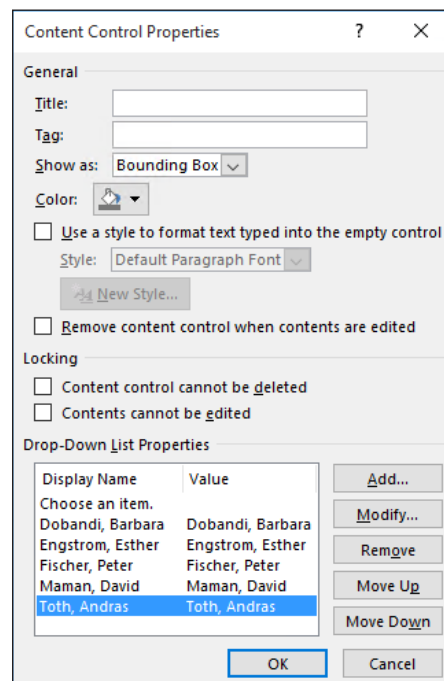 Content Control Properties ? X
General
Title:
Tag:
Show as: Bounding Box
Color:
Use a style to format text typed into the empty control
Style: Default Paragraph Font
New Style...
Remove content control when contents are edited
Locking
Content control cannot be deleted
Contents cannot be edited
Drop-Down List Properties
Display Name Value Add...
Choose an item.
Dobandi, Barbara Dobandi, Barbara Modify...
Engstrom, Esther Engstrom, Esther
Fischer, Peter Fischer, Peter Remove
Maman, David Maman, David Move Up
Toth, Andras Toth, Andras
Move Down
OK Cancel